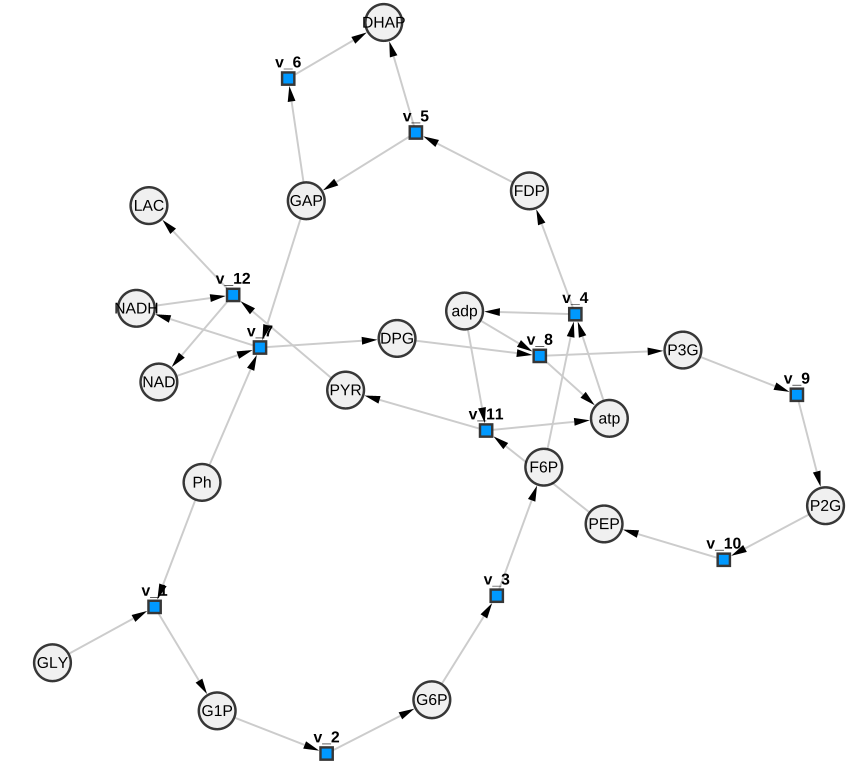 DHAP
v_6
v_5
FDP
GAP
LAC
v_12
NADH
v_7
adp
v_4
v_8
DPG
P3G
NAD
PYR
v_9
v_11
atp
F6P
Ph
P2G
PEP
v_10
v_3
v_1
GLY
G6P
G1P
v_2